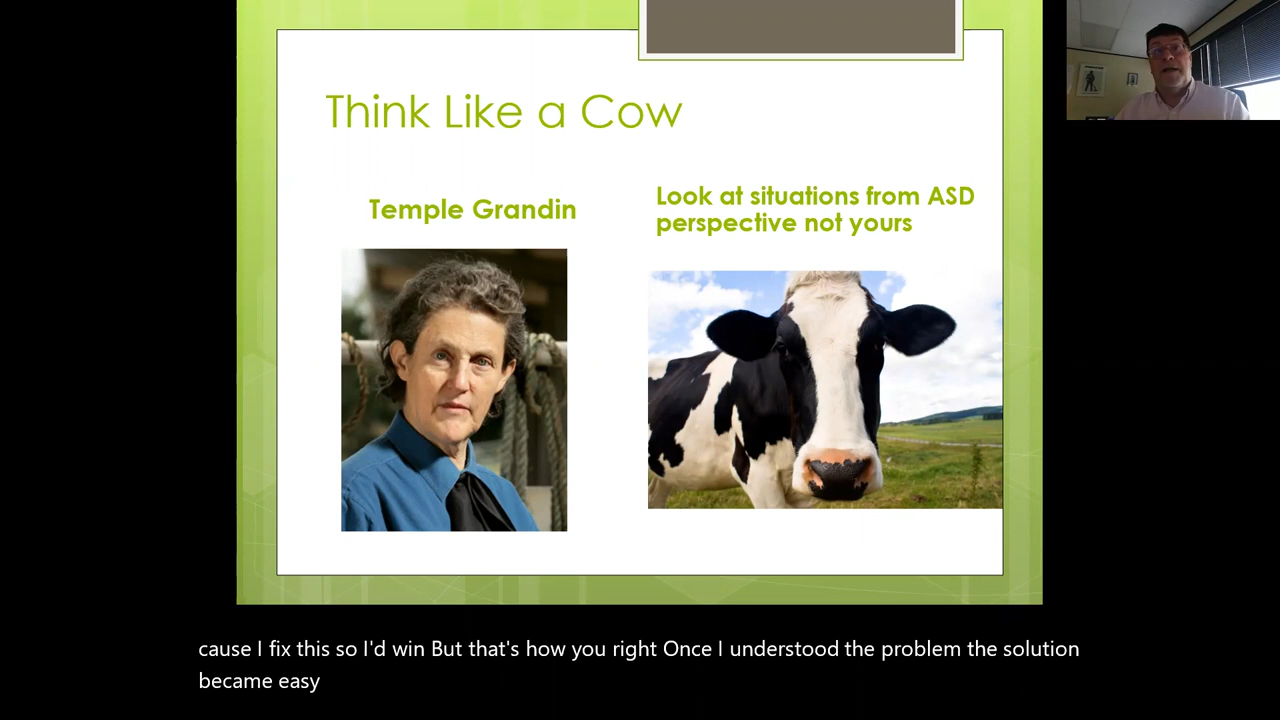 Think Like a Cow
Temple Grandin
Look at situations from ASD
perspective not yours
cause I fix this so I'd win But that's how you right Once I understood the problem the solution
became easy